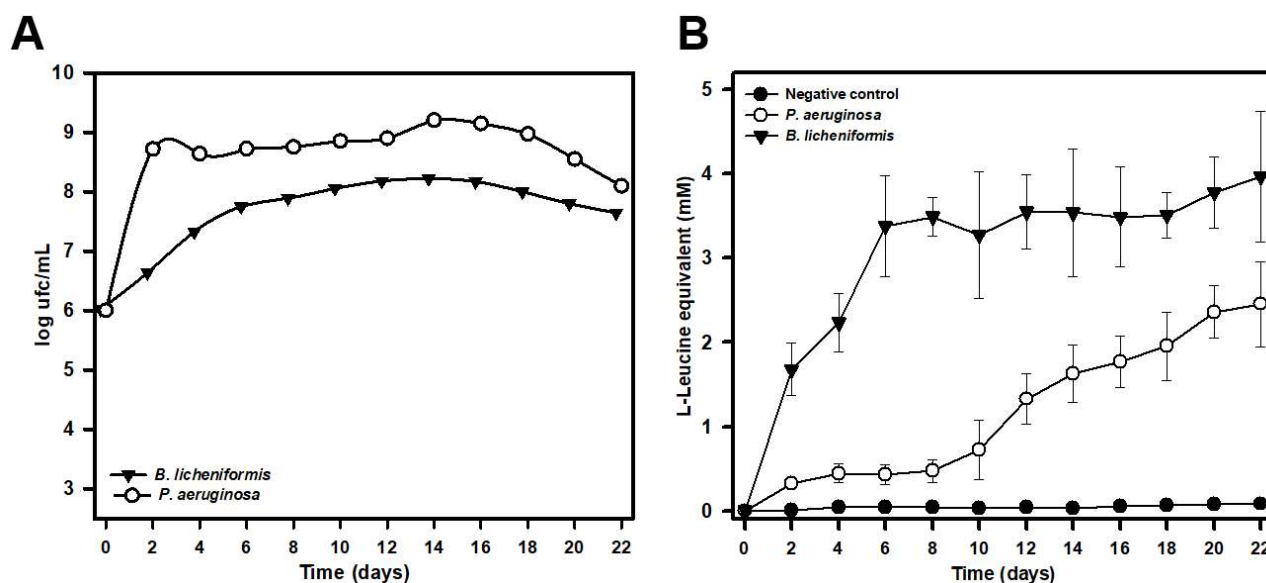 A
log ufc/mL
10
9
8
7
6
5
4
3
B. licheniformis
P. aeruginosa
0 2 4 6 8 10 12 14 16 18 20 22
Time (days)
B
L-Leucine equivalent (mM)
5
4
3
2
1
0
Negative control
P. aeruginosa
B. licheniformis
0 2 4 6 8 10 12 14 16 18 20 22
Time (days)